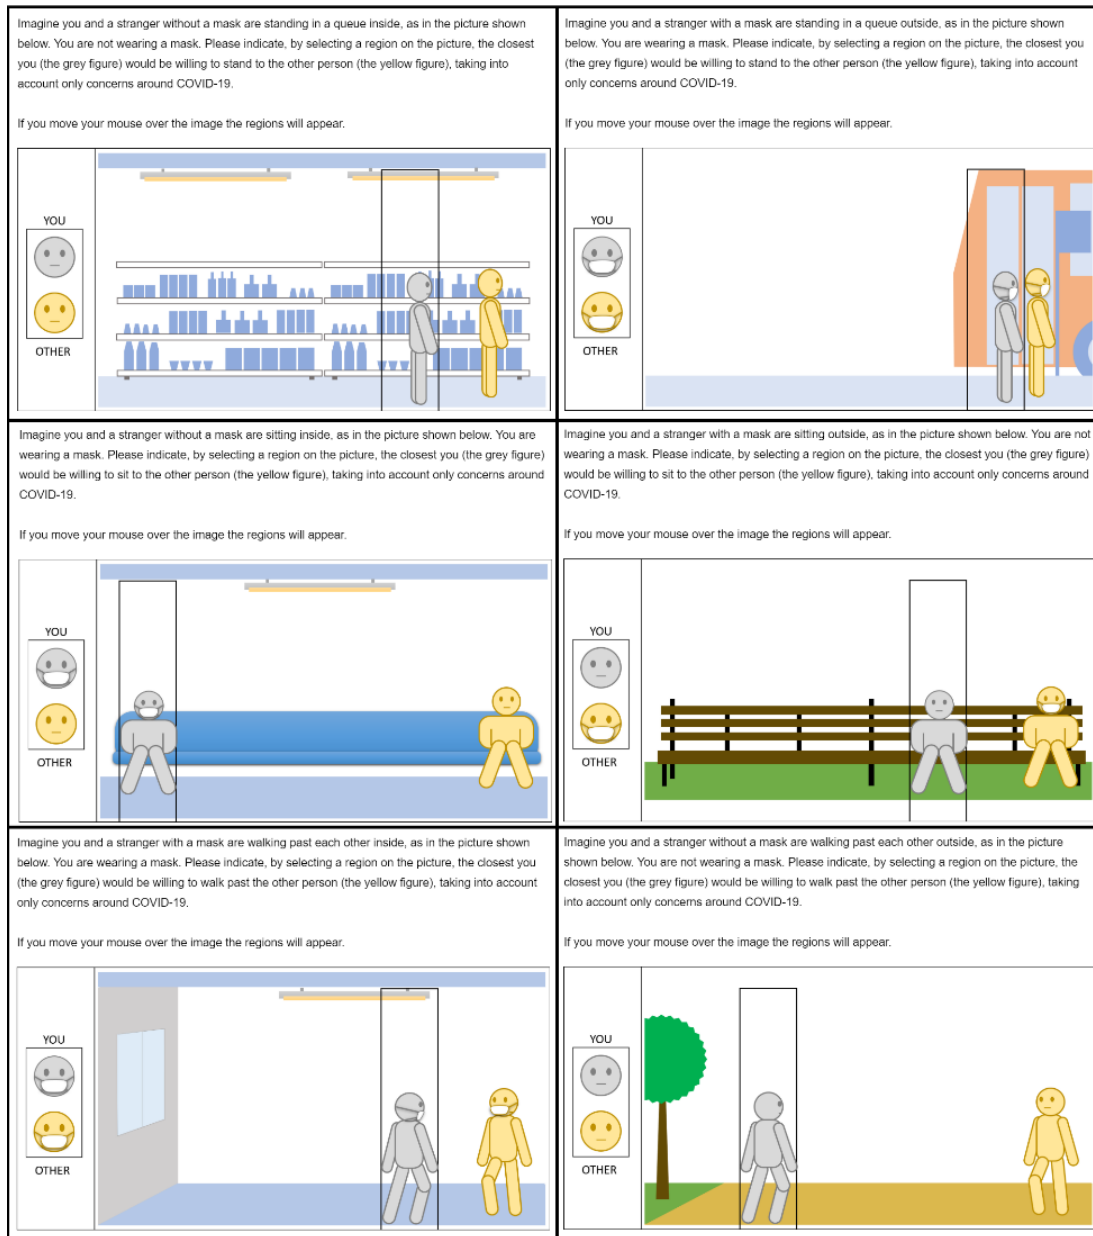 Imagine you and a stranger without a mask are standing in a queue inside, as in the picture shown
below. You are not wearing a mask. Please indicate, by selecting a region on the picture, the closest
you (the grey figure) would be willing to stand to the other person (the yellow figure), taking into
account only concerns around COVID-19.
If you move your mouse over the image the regions will appear.
YOU
OTHER
Imagine you and a stranger with a mask are standing in a queue outside, as in the picture shown
below. You are wearing a mask. Please indicate, by selecting a region on the picture, the closest
you (the grey figure) would be willing to stand to the other person (the yellow figure), taking into
account only concerns around COVID-19.
If you move your mouse over the image the regions will appear.
YOU
OTHER
Imagine you and a stranger without a mask are sitting inside, as in the picture shown below. You are
wearing a mask. Please indicate, by selecting a region on the picture, the closest you (the grey figure)
would be willing to sit to the other person (the yellow figure), taking into account only concerns around
COVID-19.
If you move your mouse over the image the regions will appear.
YOU
OTHER
Imagine you and a stranger with a mask are sitting outside, as in the picture shown below. You are not
wearing a mask. Please indicate, by selecting a region on the picture, the closest you (the grey figure)
would be willing to sit to the other person (the yellow figure), taking into account only concerns around
COVID-19.
If you move your mouse over the image the regions will appear.
YOU
OTHER
Imagine you and a stranger with a mask are walking past each other inside, as in the picture shown
below. You are wearing a mask. Please indicate, by selecting a region on the picture, the closest you
(the grey figure) would be willing to walk past the other person (the yellow figure), taking into account
only concerns around COVID-19.
If you move your mouse over the image the regions will appear.
YOU
OTHER
Imagine you and a stranger without a mask are walking past each other outside, as in the picture
shown below. You are not wearing a mask. Please indicate, by selecting a region on the picture, the
closest you (the grey figure) would be willing to walk past the other person (the yellow figure), taking
into account only concerns around COVID-19.
If you move your mouse over the image the regions will appear.
YOU
OTHER